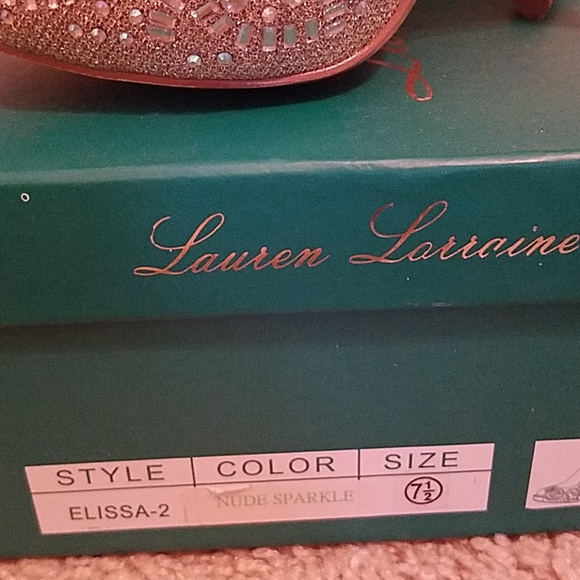 Lauren Lorraine
STYLE COLOR SIZE
ELISSA-2 NUDE SPARKLE 7½